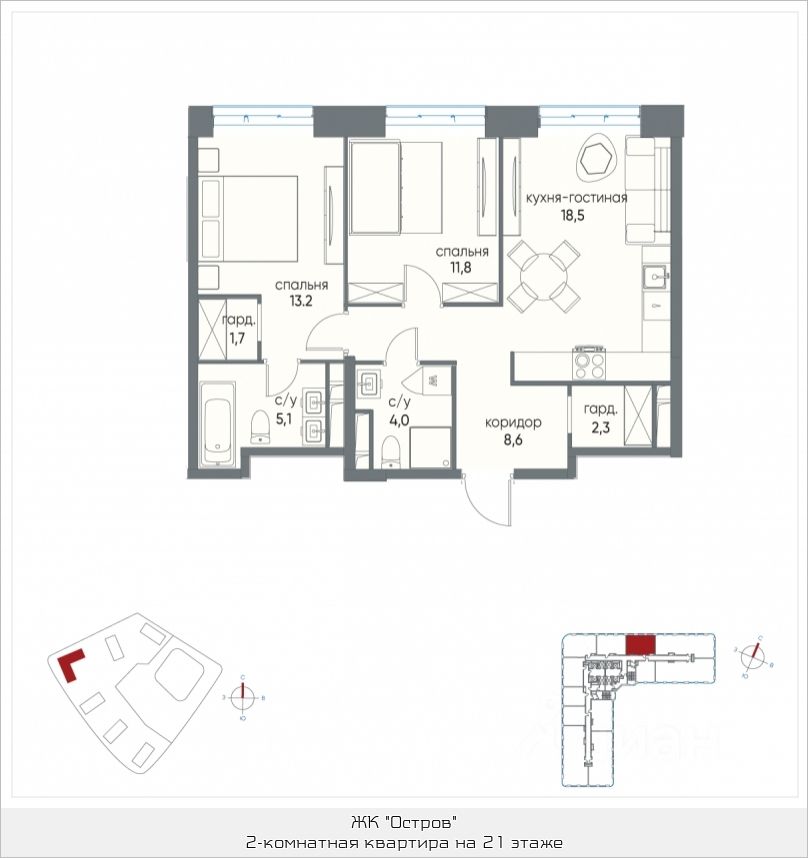 кухня-гостиная
18,5
спальня
11,8
спальня
13.2
гард.
1,7
с/у
5,1
с/у
4,0
коридор
8,6
гард.
2,3
С
З
В
Ю
С
З
В
Ю
циан
ЖК "Остров"
2-комнатная квартира на 21 этаже